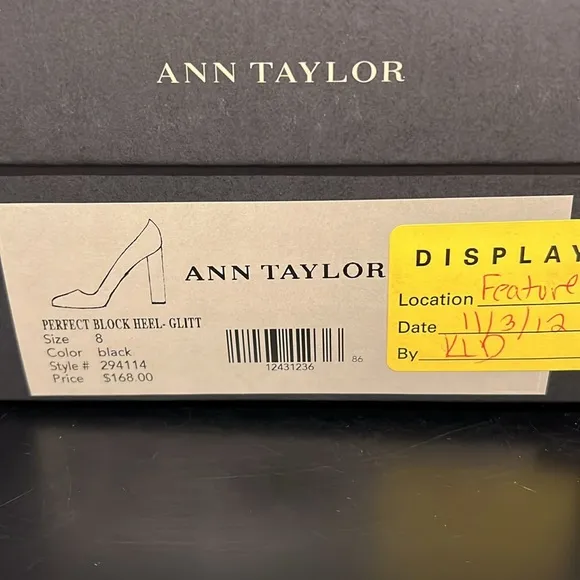 ANN TAYLOR
ANN TAYLOR
PERFECT BLOCK HEEL- GLITT
Size 8
Color black
Style # 294114
Price $168.00
12431236
86
DISPLAY
Location Feature
Date 11/3/12
By KLD